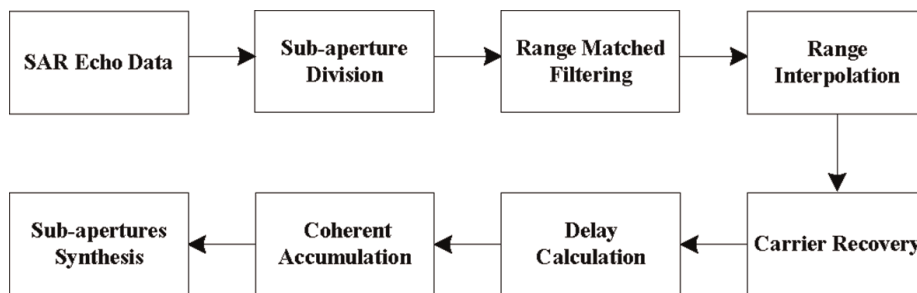 SAR Echo Data
Sub-aperture
Division
Range Matched
Filtering
Range
Interpolation
Carrier Recovery
Delay
Calculation
Coherent
Accumulation
Sub-apertures
Synthesis